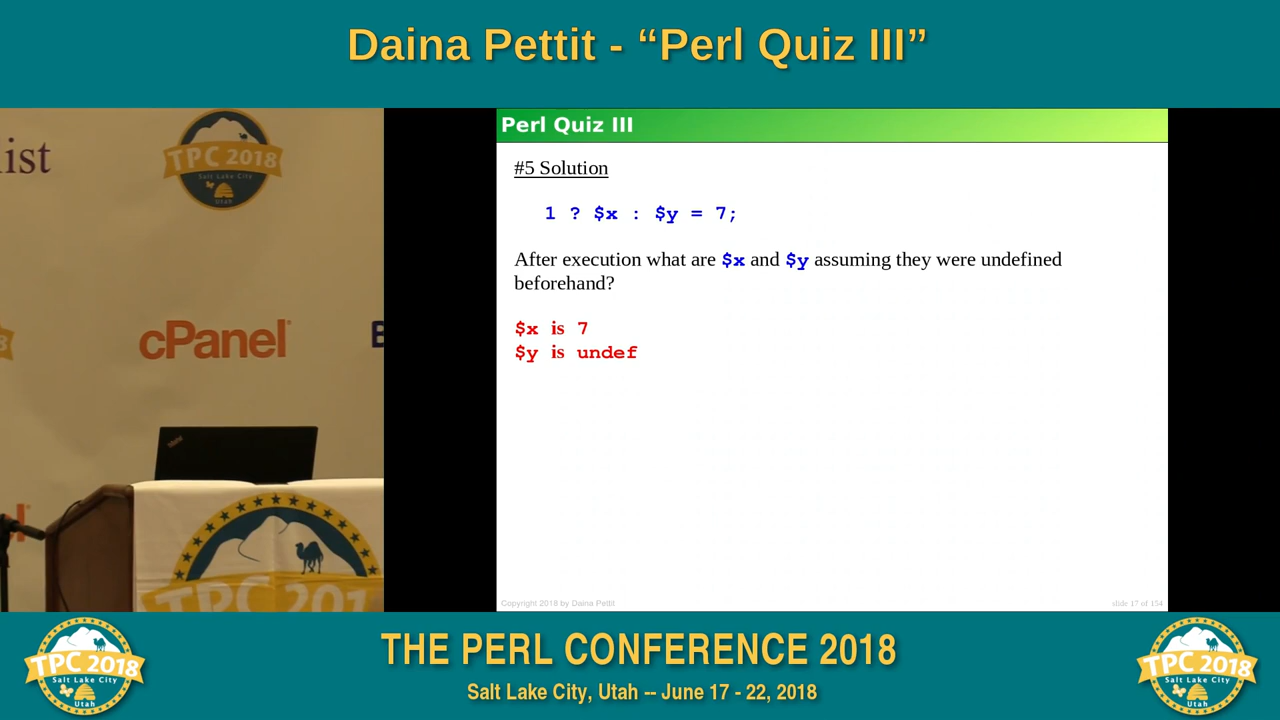 Daina Pettit - “Perl Quiz III”
ist
TPC 2018
Salt Lake City
Utah
cPanel
TPC 201
Perl Quiz III
#5 Solution
1 ? $x : $y = 7;
After execution what are $x and $y assuming they were undefined
beforehand?
$x is 7
$y is undef
Copyright 2018 by Daina Pettit
slide 17 of 154
TPC 2018
Salt Lake City
Utah
THE PERL CONFERENCE 2018
Salt Lake City, Utah -- June 17 - 22, 2018
TPC 2018
Salt Lake City
Utah